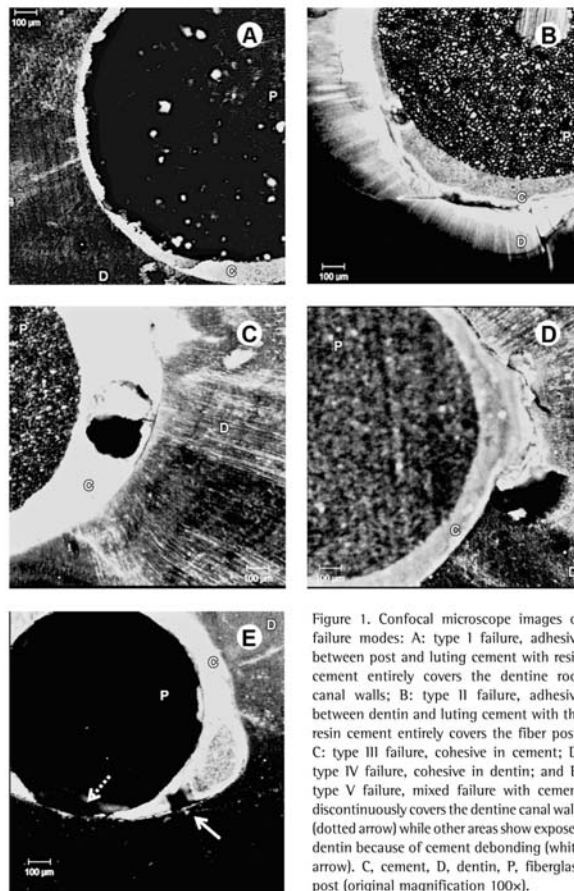 100 µm
A
P
D
C
B
P
C
D
100 µm
P
C
D
C
100 µm
P
D
C
100 µm
D
D
E
C
P
100 µm
Figure 1. Confocal microscope images o
failure modes: A: type I failure, adhesiv
between post and luting cement with resi
cement entirely covers the dentine roo
canal walls; B: type II failure, adhesiv
between dentin and luting cement with th
resin cement entirely covers the fiber pos
C: type III failure, cohesive in cement; D
type IV failure, cohesive in dentin; and E
type V failure, mixed failure with cemen
discontinuously covers the dentine canal wal
(dotted arrow) while other areas show expose
dentin because of cement debonding (whit
arrow). C, cement, D, dentin, P, fiberglas
post (original magnification 100×).